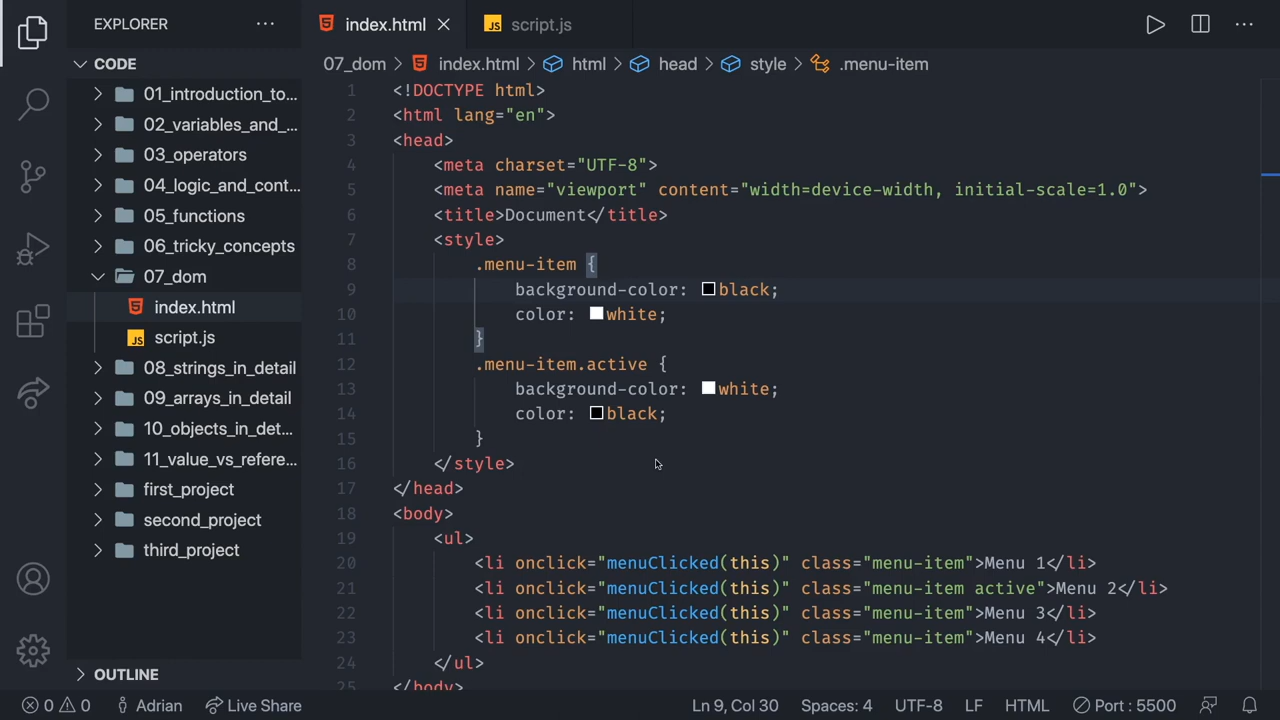 EXPLORER
···
index.html
JS script.js
···
CODE
01_introduction_to...
02_variables_and_...
03_operators
04_logic_and_cont...
05_functions
06_tricky_concepts
07_dom
index.html
JS script.js
08_strings_in_detail
09_arrays_in_detail
10_objects_in_det...
11_value_vs_refere...
first_project
second_project
third_project
OUTLINE
07_dom > index.html > html > head > style > .menu-item
1 <!DOCTYPE html>
2 <html lang="en">
3 <head>
4 <meta charset="UTF-8">
5 <meta name="viewport" content="width=device-width, initial-scale=1.0">
6 <title>Document</title>
7 <style>
8 .menu-item {
9 background-color: black;
10 color: white;
11 }
12 .menu-item.active {
13 background-color: white;
14 color: black;
15 }
16 </style>
17 </head>
18 <body>
19 <ul>
20 <li onclick="menuClicked(this)" class="menu-item">Menu 1</li>
21 <li onclick="menuClicked(this)" class="menu-item active">Menu 2</li>
22 <li onclick="menuClicked(this)" class="menu-item">Menu 3</li>
23 <li onclick="menuClicked(this)" class="menu-item">Menu 4</li>
24 </ul>
25 </body>
0 0 Adrian Live Share Ln 9, Col 30 Spaces: 4 UTF-8 LF HTML Port : 5500